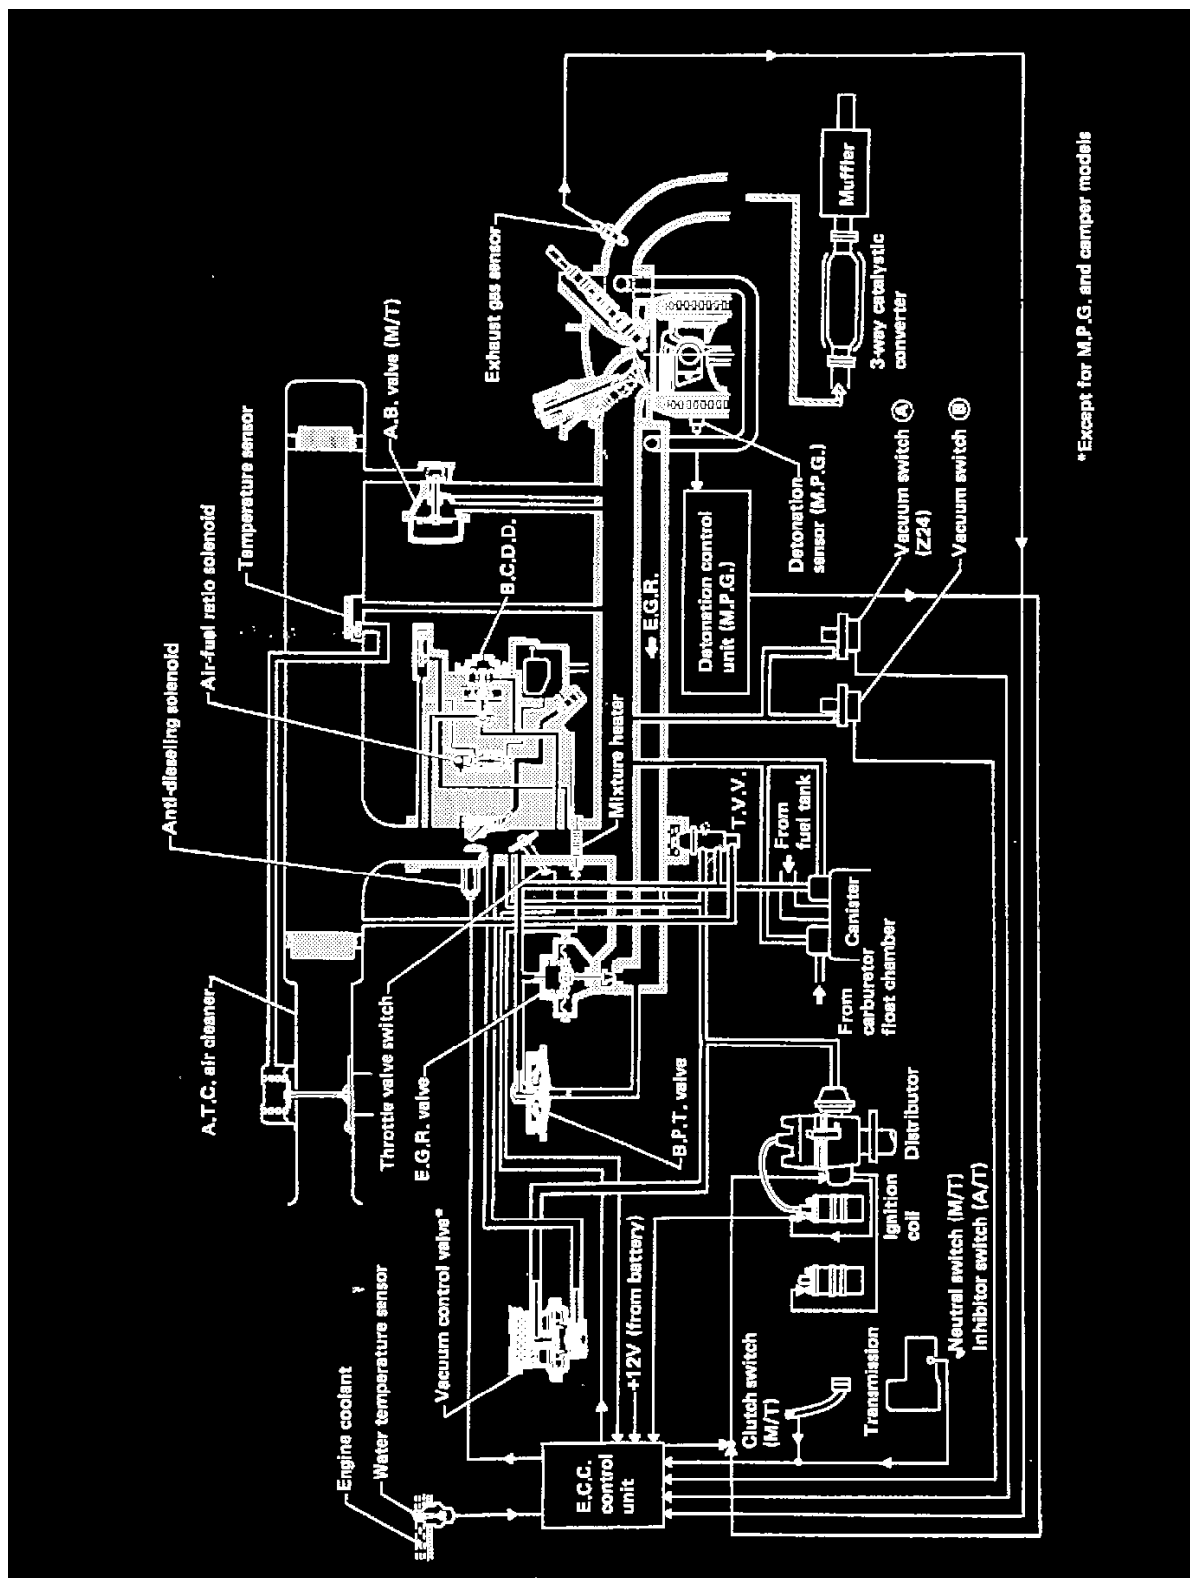 Engine coolant
Water temperature sensor
Vacuum control valve*
A.T.C. air cleaner
Throttle valve switch
E.G.R. valve
B.P.T. valve
Anti-dieseling solenoid
Air-fuel ratio solenoid
Temperature sensor
A.B. valve (M/T)
B.C.D.D.
Exhaust gas sensor
Mixture heater
E.G.R.
T.V.V.
Detonation control
unit (M.P.G.)
Detonation
sensor (M.P.G.)
Muffler
3-way catalystic
converter
Vacuum switch Ⓐ
(Z24)
Vacuum switch Ⓑ
From
fuel tank
Canister
From
carburetor
float chamber
Distributor
Ignition
coil
+12V (from battery)
E.C.C.
control
unit
Clutch switch
(M/T)
Transmission
Neutral switch (M/T)
Inhibitor switch (A/T)
*Except for M.P.G. and camper models